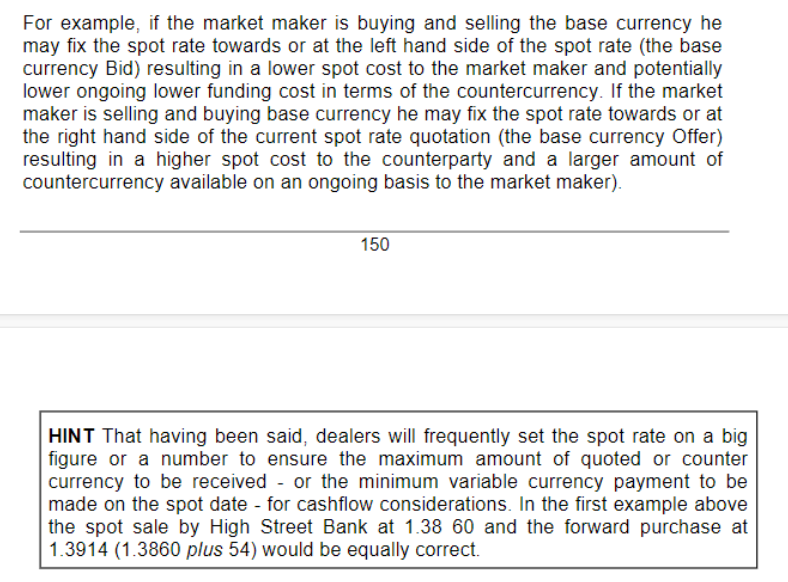 For example, if the market maker is buying and selling the base currency he
may fix the spot rate towards or at the left hand side of the spot rate (the base
currency Bid) resulting in a lower spot cost to the market maker and potentially
lower ongoing lower funding cost in terms of the countercurrency. If the market
maker is selling and buying base currency he may fix the spot rate towards or at
the right hand side of the current spot rate quotation (the base currency Offer)
resulting in a higher spot cost to the counterparty and a larger amount of
countercurrency available on an ongoing basis to the market maker).
150
HINT That having been said, dealers will frequently set the spot rate on a big
figure or a number to ensure the maximum amount of quoted or counter
currency to be received - or the minimum variable currency payment to be
made on the spot date - for cashflow considerations. In the first example above
the spot sale by High Street Bank at 1.38 60 and the forward purchase at
1.3914 (1.3860 plus 54) would be equally correct.